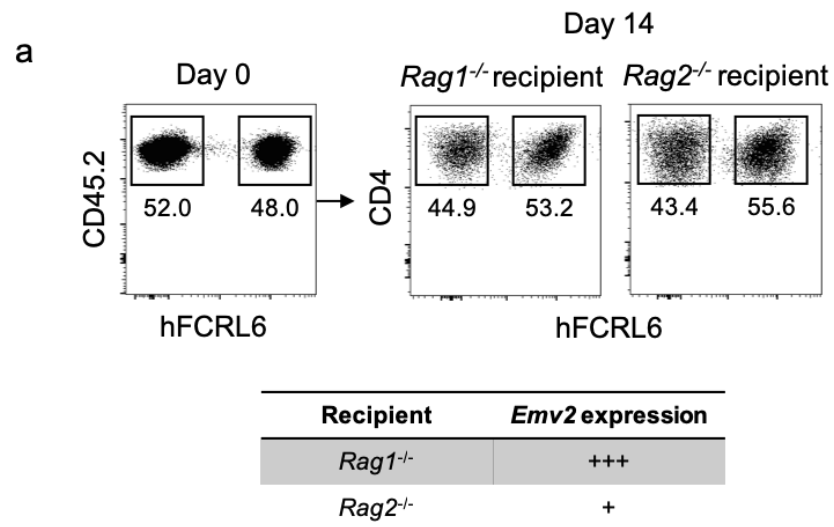 a
Day 14
Day 0
Rag1-/- recipient
Rag2-/- recipient
CD45.2
52.0
48.0
hFCRL6
CD4
44.9
53.2
43.4
55.6
hFCRL6
Recipient Emv2 expression
Rag1-/- +++
Rag2-/- +